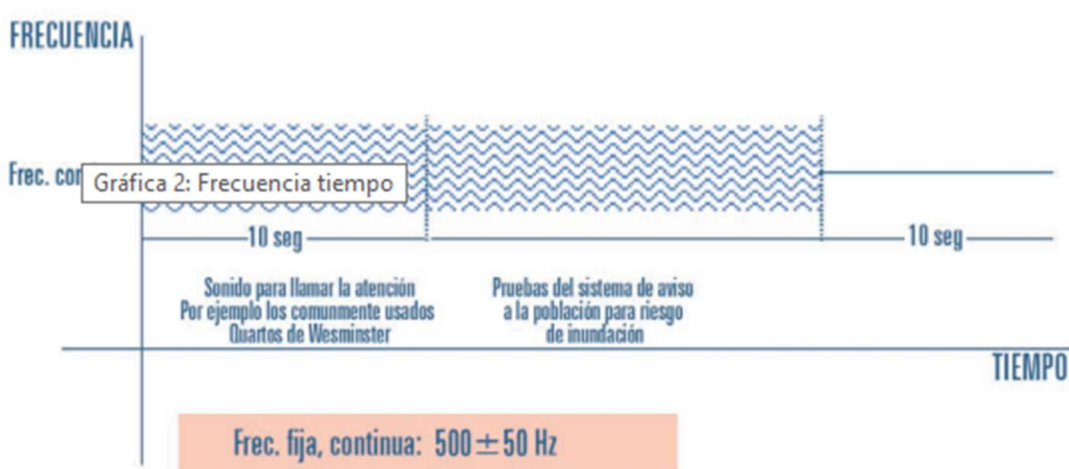 FRECUENCIA
Frec.
Gráfica 2: Frecuencia tiempo
10 seg
10 seg
Sonido para llamar la atención
Por ejemplo los comunmente usados
Quartos de Wesminster
Pruebas del sistema de aviso
a la población para riesgo
de inundación
TIEMPO
Frec. fija, continua: 500 ± 50 Hz